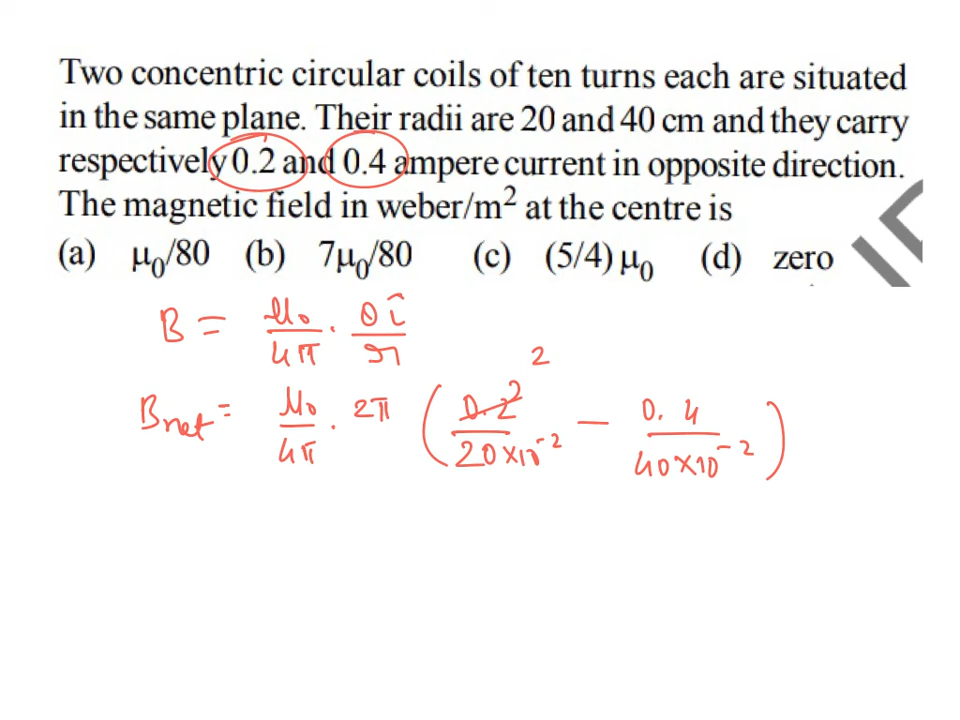 Two concentric circular coils of ten turns each are situated
in the same plane. Their radii are 20 and 40 cm and they carry
respectively 0.2 and 0.4 ampere current in opposite direction.
The magnetic field in weber/m² at the centre is
(a) μ₀/80 (b) 7μ₀/80 (c) (5/4) μ₀ (d) zero
B = μ₀/4π · θi/r
2
Bnet = μ₀/4π · 2π (0.2²/20×10⁻² − 0.4/40×10⁻²)